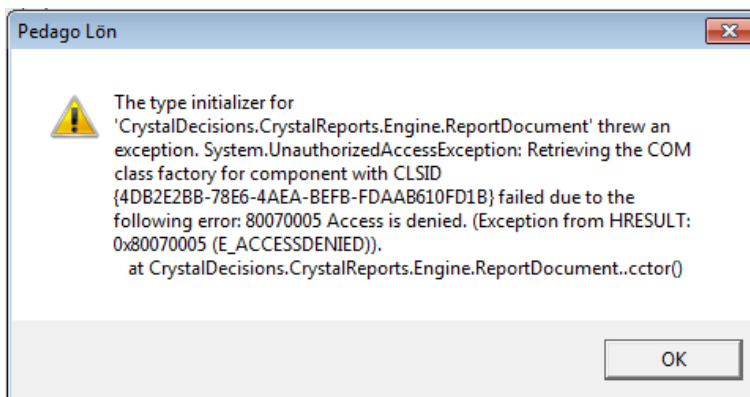 Pedago Lön
The type initializer for
'CrystalDecisions.CrystalReports.Engine.ReportDocument' threw an
exception. System.UnauthorizedAccessException: Retrieving the COM
class factory for component with CLSID
{4DB2E2BB-78E6-4AEA-BEFB-FDAAB610FD1B} failed due to the
following error: 80070005 Access is denied. (Exception from HRESULT:
0x80070005 (E_ACCESSDENIED)).
at CrystalDecisions.CrystalReports.Engine.ReportDocument..cctor()
OK